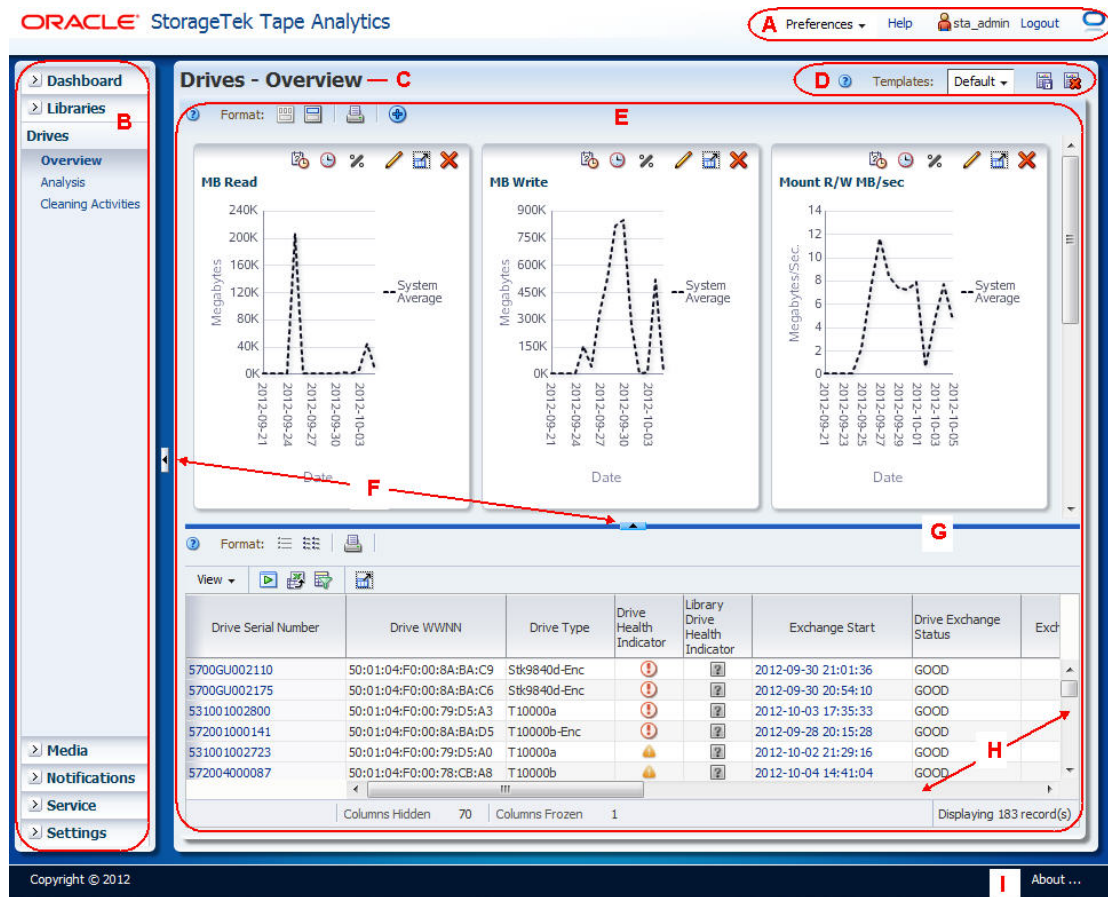 ORACLE® StorageTek Tape Analytics
A Preferences Help sta_admin Logout
Dashboard
Libraries
B
Drives
Overview
Analysis
Cleaning Activities
Media
Notifications
Service
Settings
Drives - Overview C
D Templates: Default
Format: E
MB Read
240K
200K
160K
120K
80K
40K
0K
Megabytes
System
Average
2012-09-21
2012-09-24
2012-09-27
2012-09-30
2012-10-03
Date
MB Write
900K
750K
600K
450K
300K
150K
0K
Megabytes
System
Average
2012-09-21
2012-09-24
2012-09-27
2012-09-30
2012-10-03
Date
Mount R/W MB/sec
14
12
10
8
6
4
2
0
Megabytes/Sec.
System
Average
2012-09-21
2012-09-23
2012-09-25
2012-09-27
2012-09-29
2012-10-01
2012-10-03
2012-10-05
Date
F
G
Format:
View
Drive Serial Number Drive WWNN Drive Type Drive Health Indicator Library Drive Health Indicator Exchange Start Drive Exchange Status Exch
5700GU002110 50:01:04:F0:00:8A:BA:C9 Stk9840d-Enc 2012-09-30 21:01:36 GOOD
5700GU002175 50:01:04:F0:00:8A:BA:C6 Stk9840d-Enc 2012-09-30 20:54:10 GOOD
531001002800 50:01:04:F0:00:79:D5:A3 T10000a 2012-10-03 17:35:33 GOOD
572001000141 50:01:04:F0:00:8A:BA:D5 T10000b-Enc 2012-09-28 20:15:28 GOOD
531001002723 50:01:04:F0:00:79:D5:A0 T10000a 2012-10-02 21:29:16 GOOD
572004000087 50:01:04:F0:00:78:CB:A8 T10000b 2012-10-04 14:41:04 GOOD
H
Columns Hidden 70 Columns Frozen 1 Displaying 183 record(s)
Copyright © 2012 I About ...